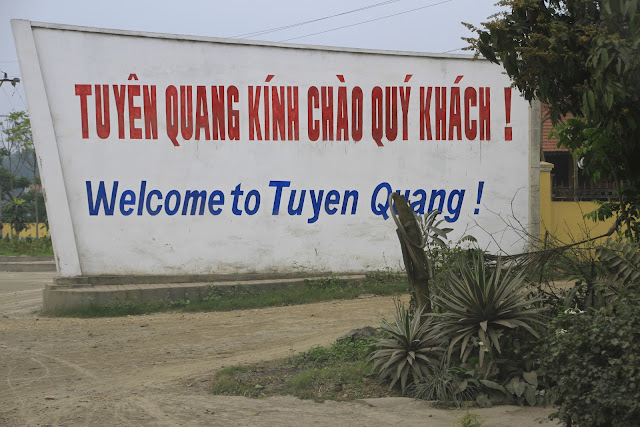 TUYÊN QUANG KÍNH CHÀO QUÝ KHÁCH !
Welcome to Tuyen Quang !